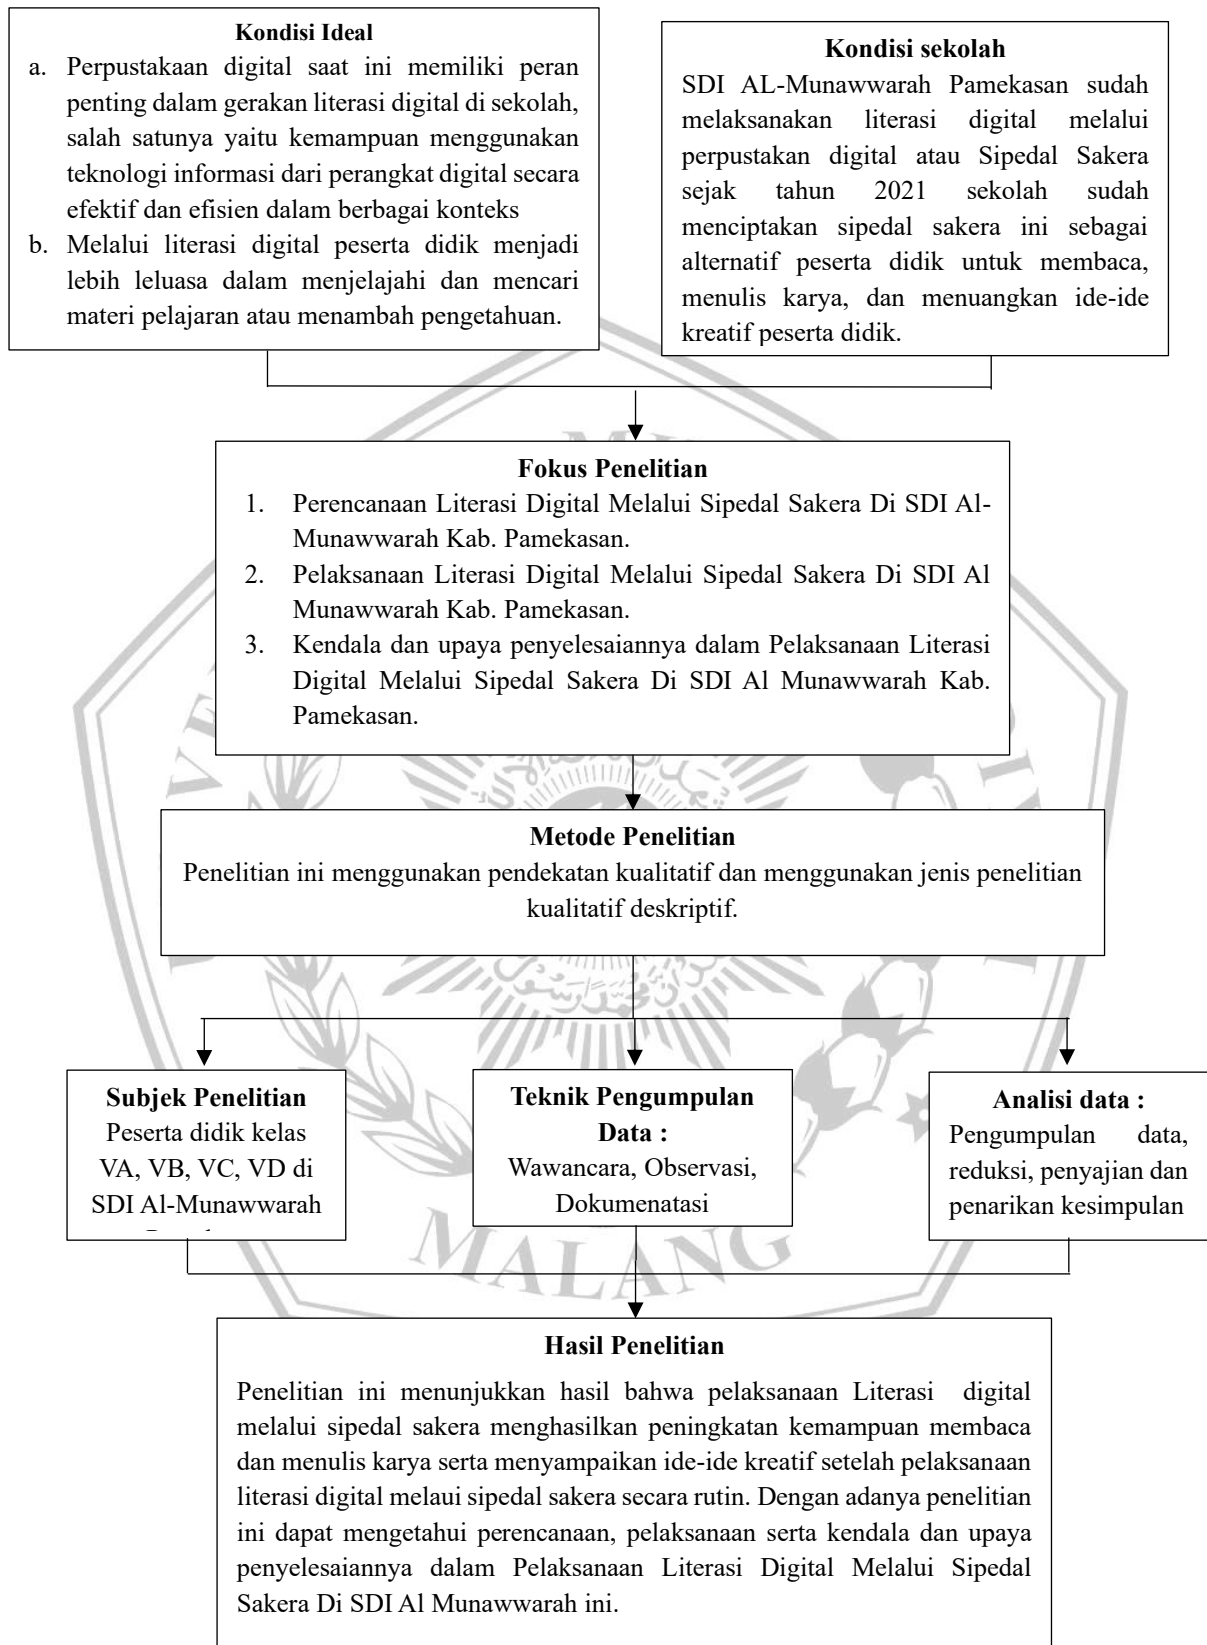 Kondisi Ideal
a. Perpustakaan digital saat ini memiliki peran
penting dalam gerakan literasi digital di sekolah,
salah satunya yaitu kemampuan menggunakan
teknologi informasi dari perangkat digital secara
efektif dan efisien dalam berbagai konteks
b. Melalui literasi digital peserta didik menjadi
lebih leluasa dalam menjelajahi dan mencari
materi pelajaran atau menambah pengetahuan.
Kondisi sekolah
SDI AL-Munawwarah Pamekasan sudah
melaksanakan literasi digital melalui
perpustakan digital atau Sipedal Sakera
sejak tahun 2021 sekolah sudah
menciptakan sipedal sakera ini sebagai
alternatif peserta didik untuk membaca,
menulis karya, dan menuangkan ide-ide
kreatif peserta didik.
Fokus Penelitian
1. Perencanaan Literasi Digital Melalui Sipedal Sakera Di SDI Al-
Munawwarah Kab. Pamekasan.
2. Pelaksanaan Literasi Digital Melalui Sipedal Sakera Di SDI Al
Munawwarah Kab. Pamekasan.
3. Kendala dan upaya penyelesaiannya dalam Pelaksanaan Literasi
Digital Melalui Sipedal Sakera Di SDI Al Munawwarah Kab.
Pamekasan.
Metode Penelitian
Penelitian ini menggunakan pendekatan kualitatif dan menggunakan jenis penelitian
kualitatif deskriptif.
Subjek Penelitian
Peserta didik kelas
VA, VB, VC, VD di
SDI Al-Munawwarah
Teknik Pengumpulan
Data :
Wawancara, Observasi,
Dokumenatasi
Analisi data :
Pengumpulan data,
reduksi, penyajian dan
penarikan kesimpulan
MALANG
Hasil Penelitian
Penelitian ini menunjukkan hasil bahwa pelaksanaan Literasi digital
melalui sipedal sakera menghasilkan peningkatan kemampuan membaca
dan menulis karya serta menyampaikan ide-ide kreatif setelah pelaksanaan
literasi digital melaui sipedal sakera secara rutin. Dengan adanya penelitian
ini dapat mengetahui perencanaan, pelaksanaan serta kendala dan upaya
penyelesaiannya dalam Pelaksanaan Literasi Digital Melalui Sipedal
Sakera Di SDI Al Munawwarah ini.